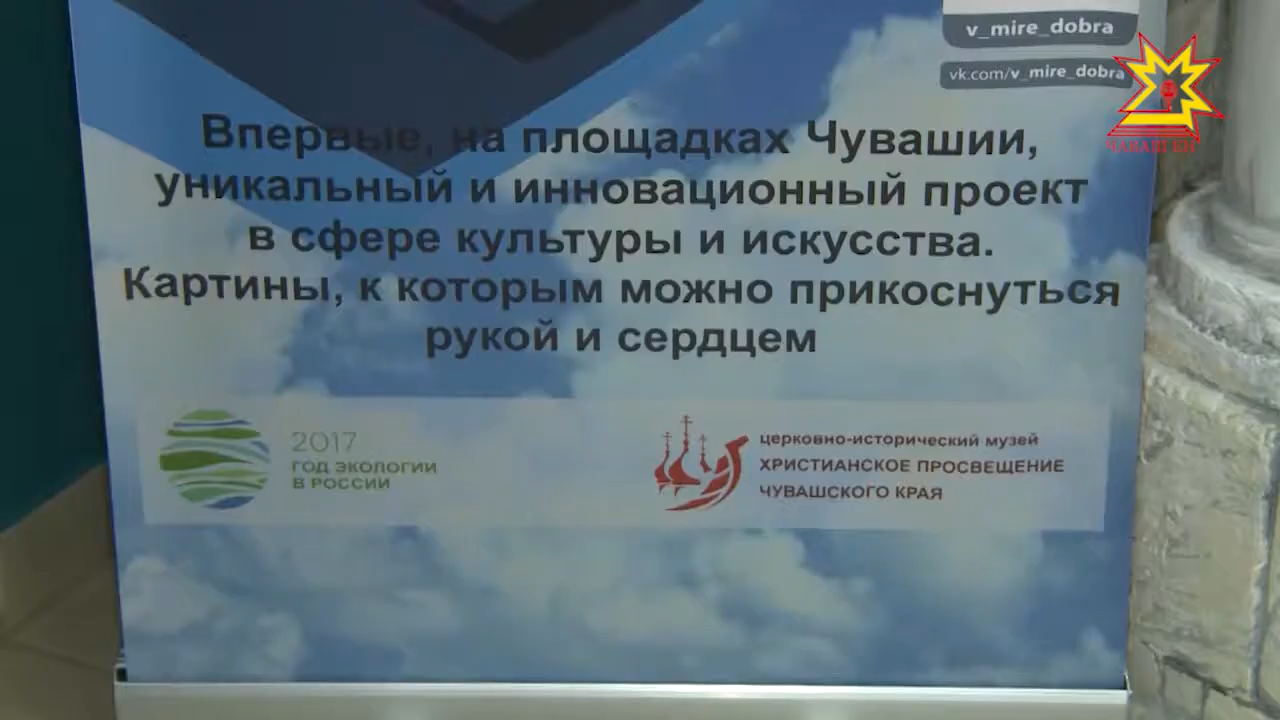 v_mire_dobra
vk.com/v_mire_dobra
Впервые, на площадках Чувашии,
уникальный и инновационный проект
в сфере культуры и искусства.
Картины, к которым можно прикоснуться
рукой и сердцем
2017
ГОД ЭКОЛОГИИ
В РОССИИ
церковно-исторический музей
ХРИСТИАНСКОЕ ПРОСВЕЩЕНИЕ
ЧУВАШСКОГО КРАЯ